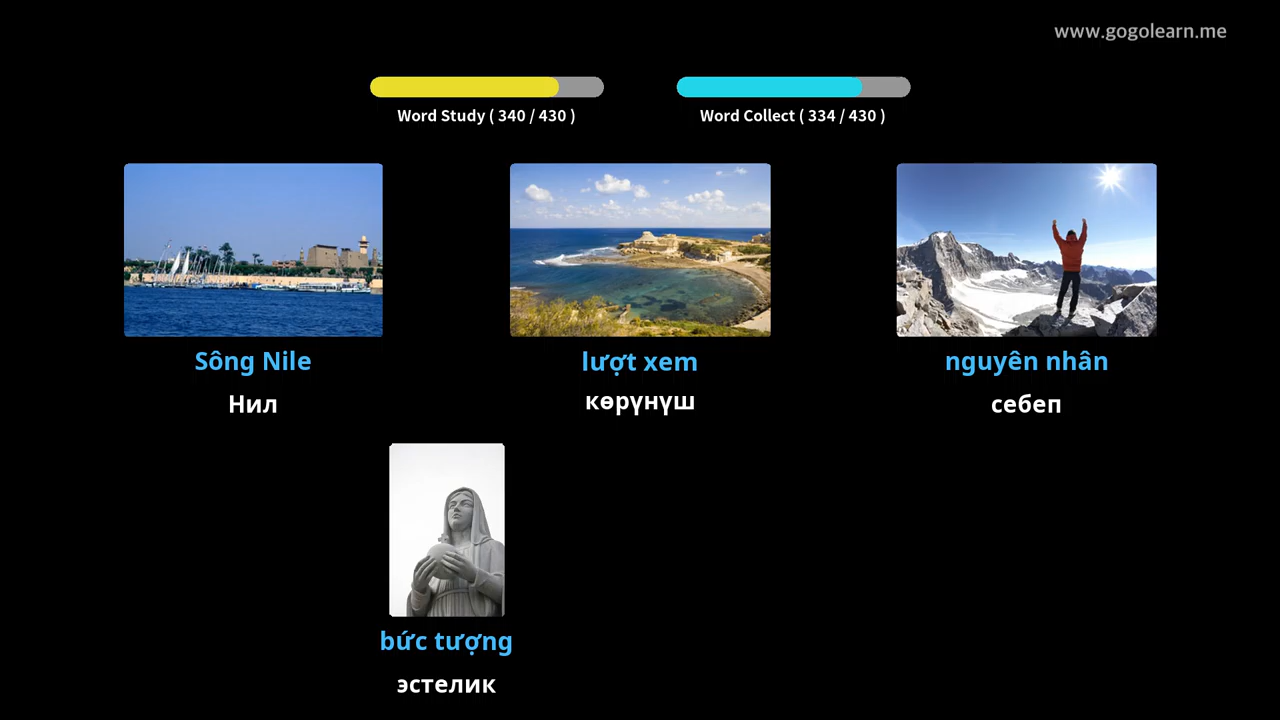 www.gogolearn.me
Word Study ( 340 / 430 )
Word Collect ( 334 / 430 )
Sông Nile
Нил
lượt xem
көрүнүш
nguyên nhân
себеп
bức tượng
эстелик